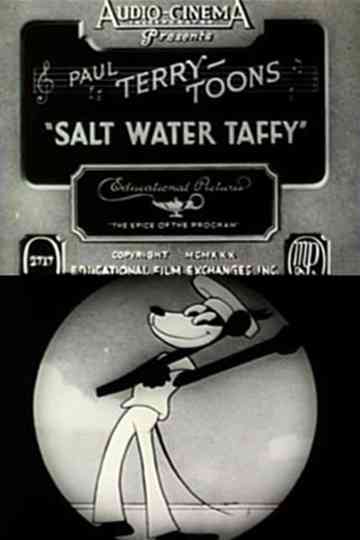 AUDIO-CINEMA
Presents
PAUL TERRY-
TOONS
"SALT WATER TAFFY"
Educational Pictures
"THE SPICE OF THE PROGRAM"
COPYRIGHT MCMXXX
EDUCATIONAL FILM EXCHANGES, INC.